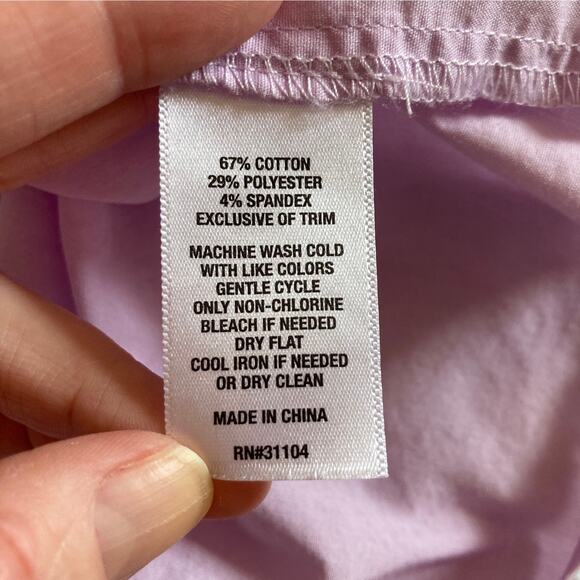 67% COTTON
29% POLYESTER
4% SPANDEX
EXCLUSIVE OF TRIM
MACHINE WASH COLD
WITH LIKE COLORS
GENTLE CYCLE
ONLY NON-CHLORINE
BLEACH IF NEEDED
DRY FLAT
COOL IRON IF NEEDED
OR DRY CLEAN
MADE IN CHINA
RN#31104